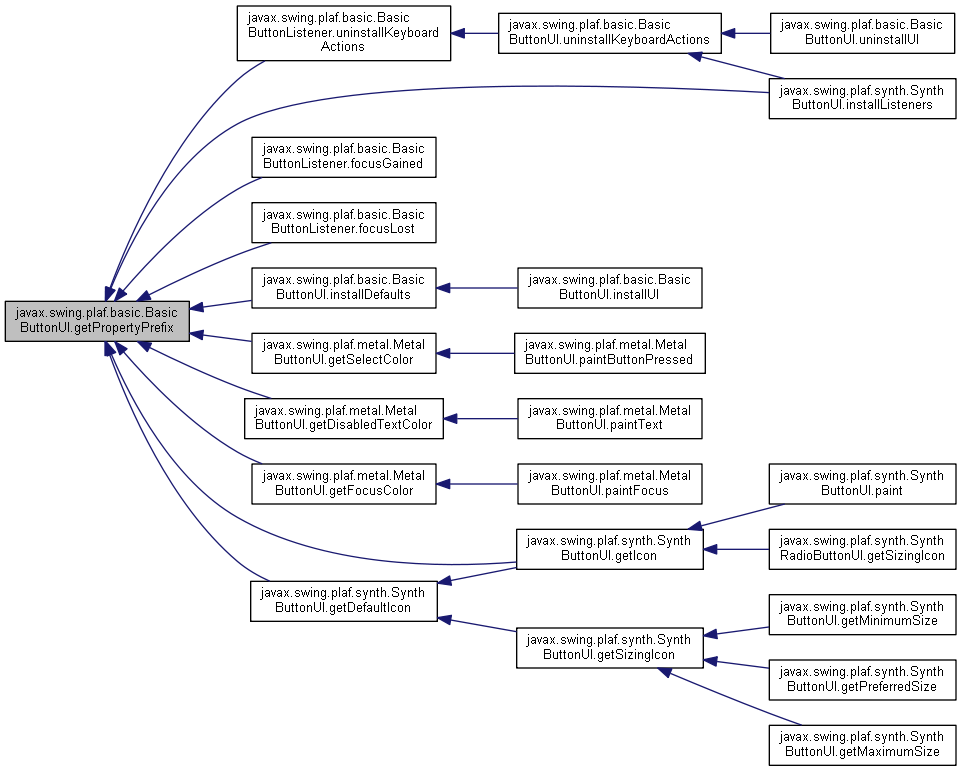 javax.swing.plaf.basic.Basic
ButtonListener.uninstallKeyboard
Actions
javax.swing.plaf.basic.Basic
ButtonUI.uninstallKeyboardActions
javax.swing.plaf.basic.Basic
ButtonUI.uninstallUI
javax.swing.plaf.synth.Synth
ButtonUI.installListeners
javax.swing.plaf.basic.Basic
ButtonListener.focusGained
javax.swing.plaf.basic.Basic
ButtonListener.focusLost
javax.swing.plaf.basic.Basic
ButtonUI.installDefaults
javax.swing.plaf.basic.Basic
ButtonUI.installUI
javax.swing.plaf.basic.Basic
ButtonUI.getPropertyPrefix
javax.swing.plaf.metal.Metal
ButtonUI.getSelectColor
javax.swing.plaf.metal.Metal
ButtonUI.paintButtonPressed
javax.swing.plaf.metal.Metal
ButtonUI.getDisabledTextColor
javax.swing.plaf.metal.Metal
ButtonUI.paintText
javax.swing.plaf.metal.Metal
ButtonUI.getFocusColor
javax.swing.plaf.metal.Metal
ButtonUI.paintFocus
javax.swing.plaf.synth.Synth
ButtonUI.paint
javax.swing.plaf.synth.Synth
ButtonUI.getIcon
javax.swing.plaf.synth.Synth
RadioButtonUI.getSizingIcon
javax.swing.plaf.synth.Synth
ButtonUI.getDefaultIcon
javax.swing.plaf.synth.Synth
ButtonUI.getMinimumSize
javax.swing.plaf.synth.Synth
ButtonUI.getSizingIcon
javax.swing.plaf.synth.Synth
ButtonUI.getPreferredSize
javax.swing.plaf.synth.Synth
ButtonUI.getMaximumSize